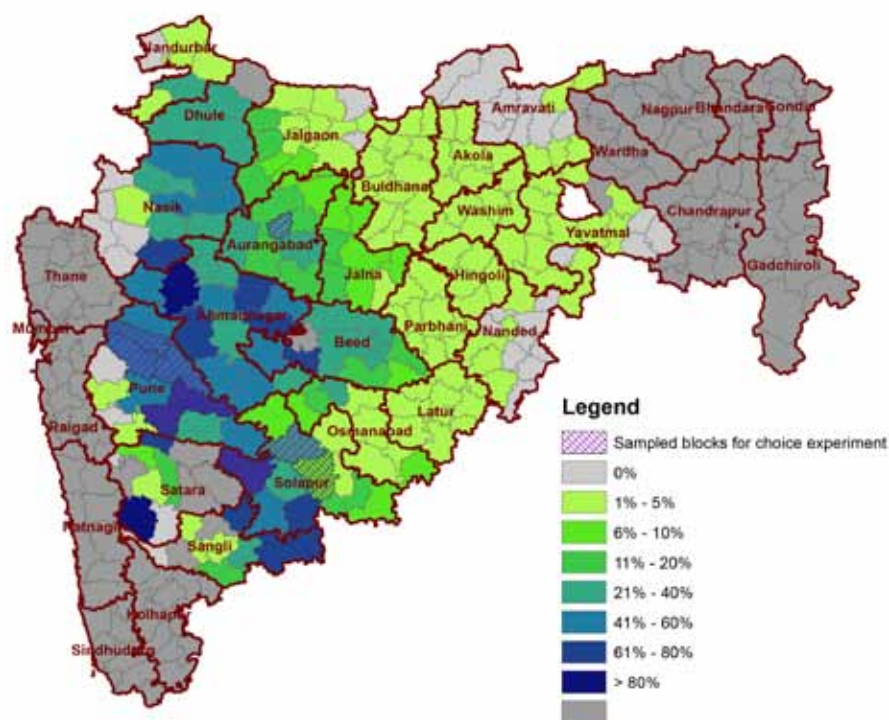 Nandurbar
Dhule
Jalgaon
Amravati
Nagpur
Bhandara
Gondia
Akola
Buldhana
Wardha
Nasik
Washim
Aurangabad
Yavatmal
Chandrapur
Jalna
Hingoli
Gadchiroli
Thane
Ahmadnagar
Parbhani
Nanded
Beed
Pune
Raigad
Latur
Osmanabad
Solapur
Satara
Sangli
Kolhapur
Legend
Sampled blocks for choice experiment
0%
1% - 5%
6% - 10%
11% - 20%
21% - 40%
41% - 60%
61% - 80%
> 80%